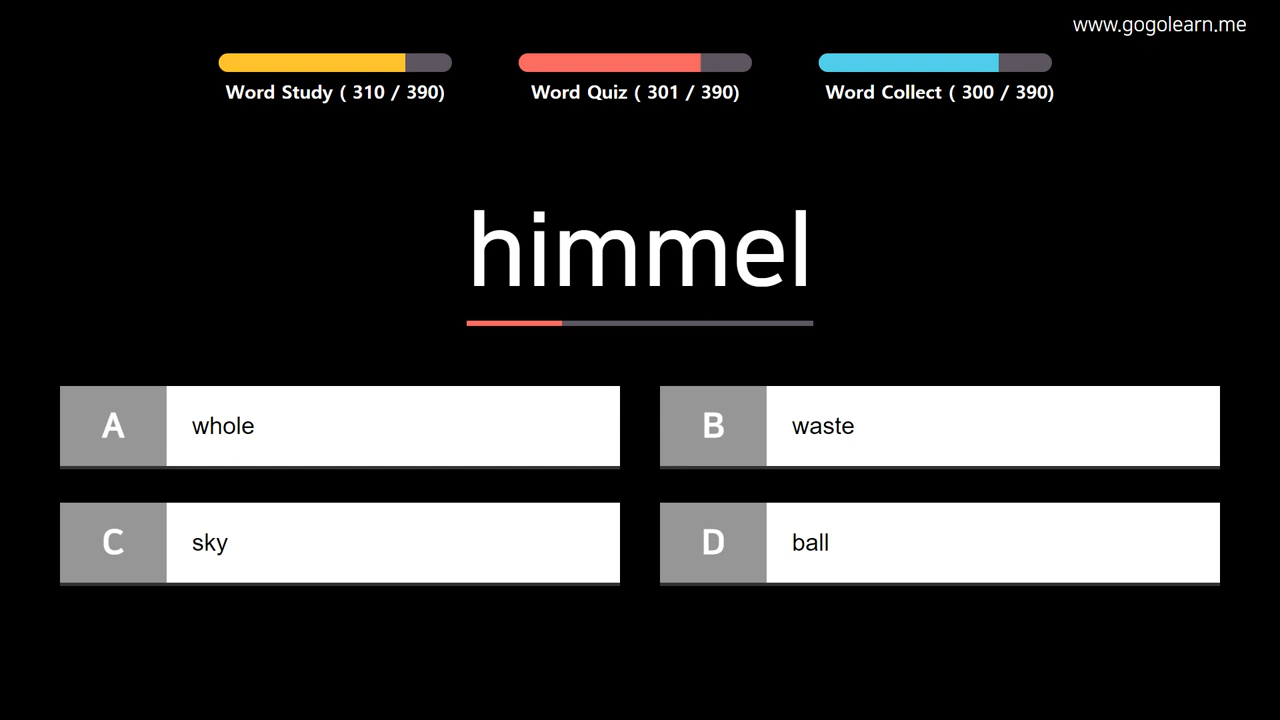 www.gogolearn.me
Word Study ( 310 / 390)
Word Quiz ( 301 / 390)
Word Collect ( 300 / 390)
himmel
A whole
B waste
C sky
D ball